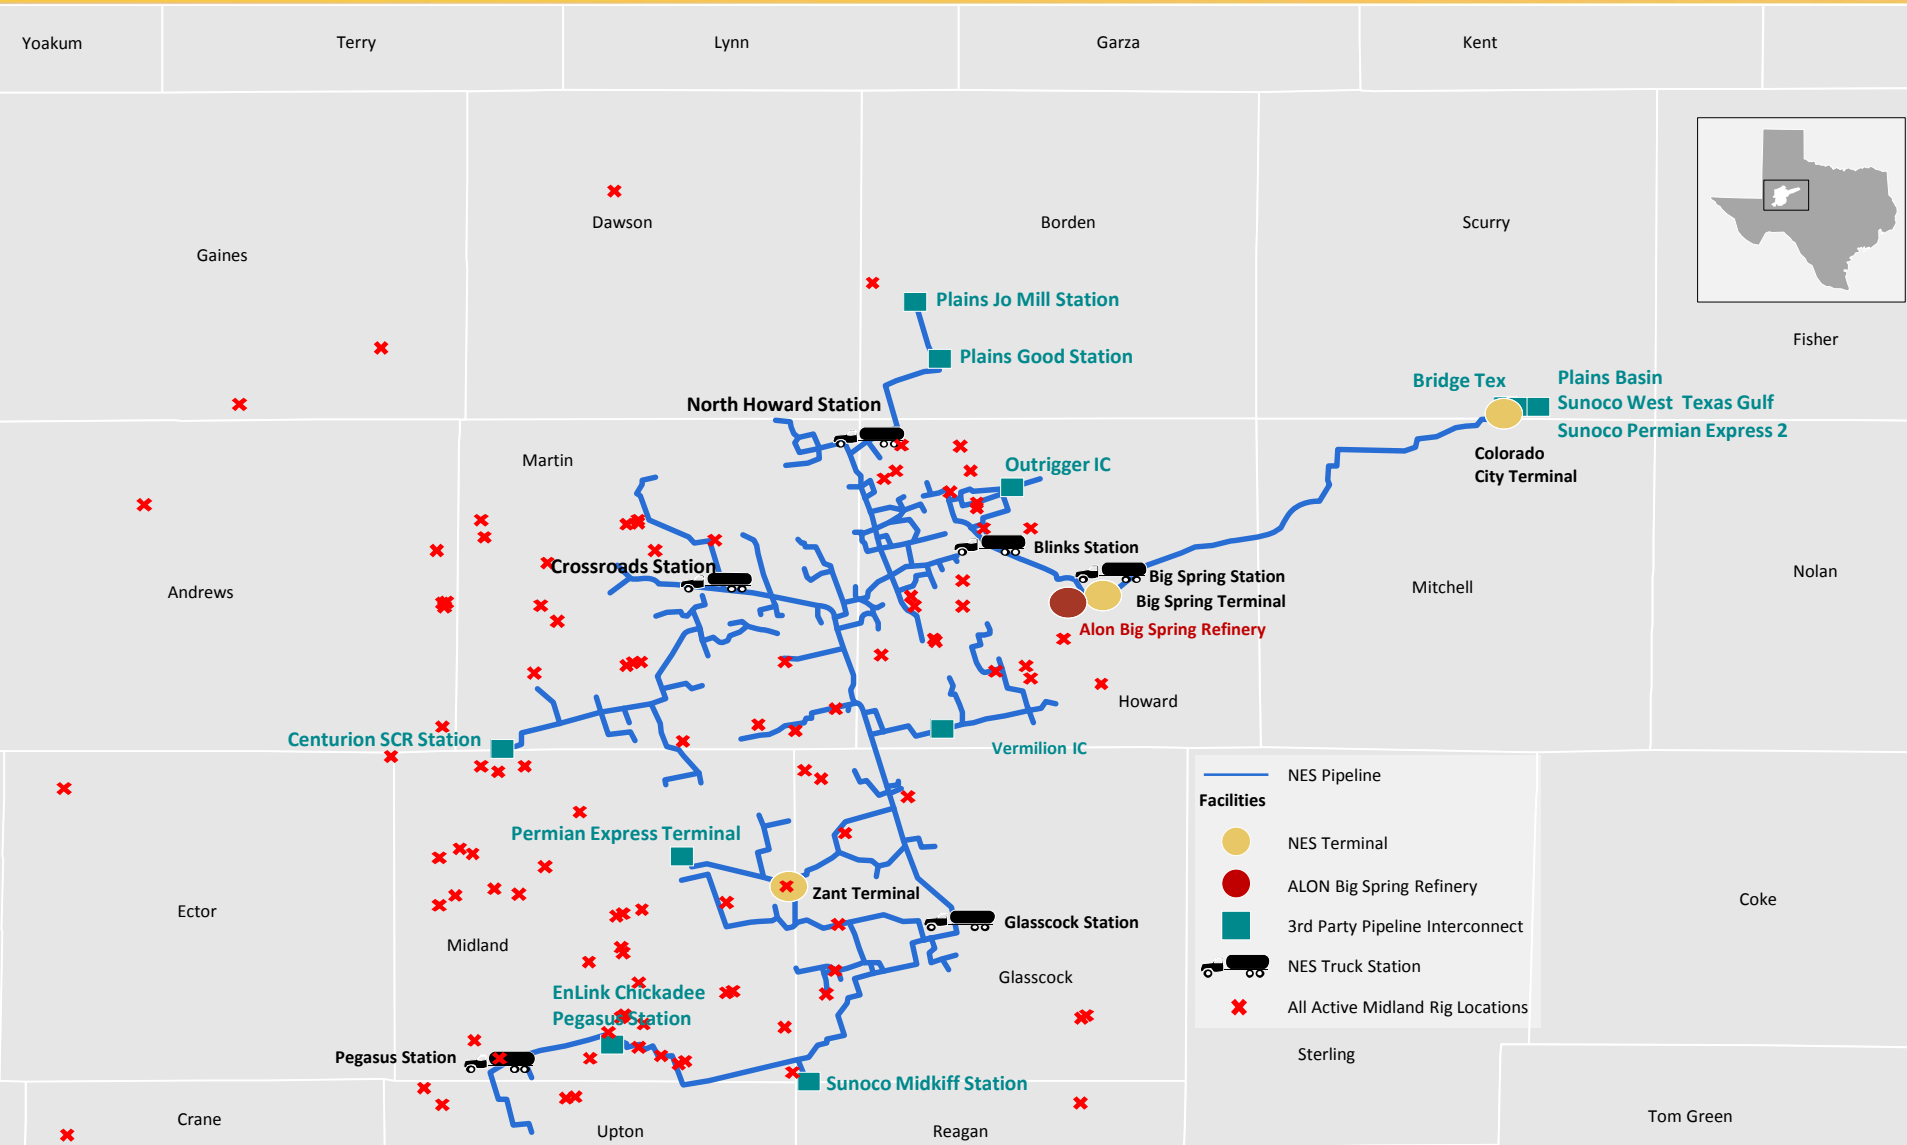 Yoakum
Terry
Lynn
Garza
Kent
Dawson
Borden
Scurry
Gaines
Plains Jo Mill Station
Fisher
Plains Good Station
Bridge Tex
Plains Basin
Sunoco West Texas Gulf
Sunoco Permian Express 2
North Howard Station
Colorado
City Terminal
Martin
Outrigger IC
Blinks Station
Crossroads Station
Big Spring Station
Big Spring Terminal
Alon Big Spring Refinery
Andrews
Mitchell
Nolan
Howard
Centurion SCR Station
Vermilion IC
NES Pipeline
Facilities
NES Terminal
ALON Big Spring Refinery
3rd Party Pipeline Interconnect
NES Truck Station
All Active Midland Rig Locations
Permian Express Terminal
Zant Terminal
Glasscock Station
Ector
Midland
Coke
Glasscock
EnLink Chickadee
Pegasus Station
Pegasus Station
Sterling
Sunoco Midkiff Station
Crane
Upton
Reagan
Tom Green